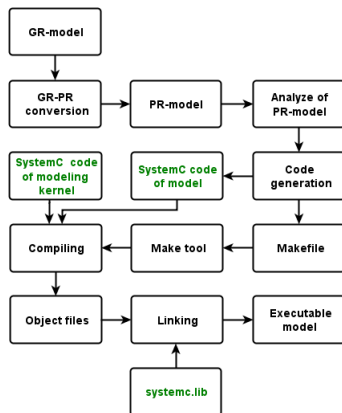 GR-model
GR-PR
conversion
PR-model
Analyze of
PR-model
SystemC code
of modeling
kernel
SystemC code
of model
Code
generation
Compiling
Make tool
Makefile
Object files
Linking
Executable
model
systemc.lib